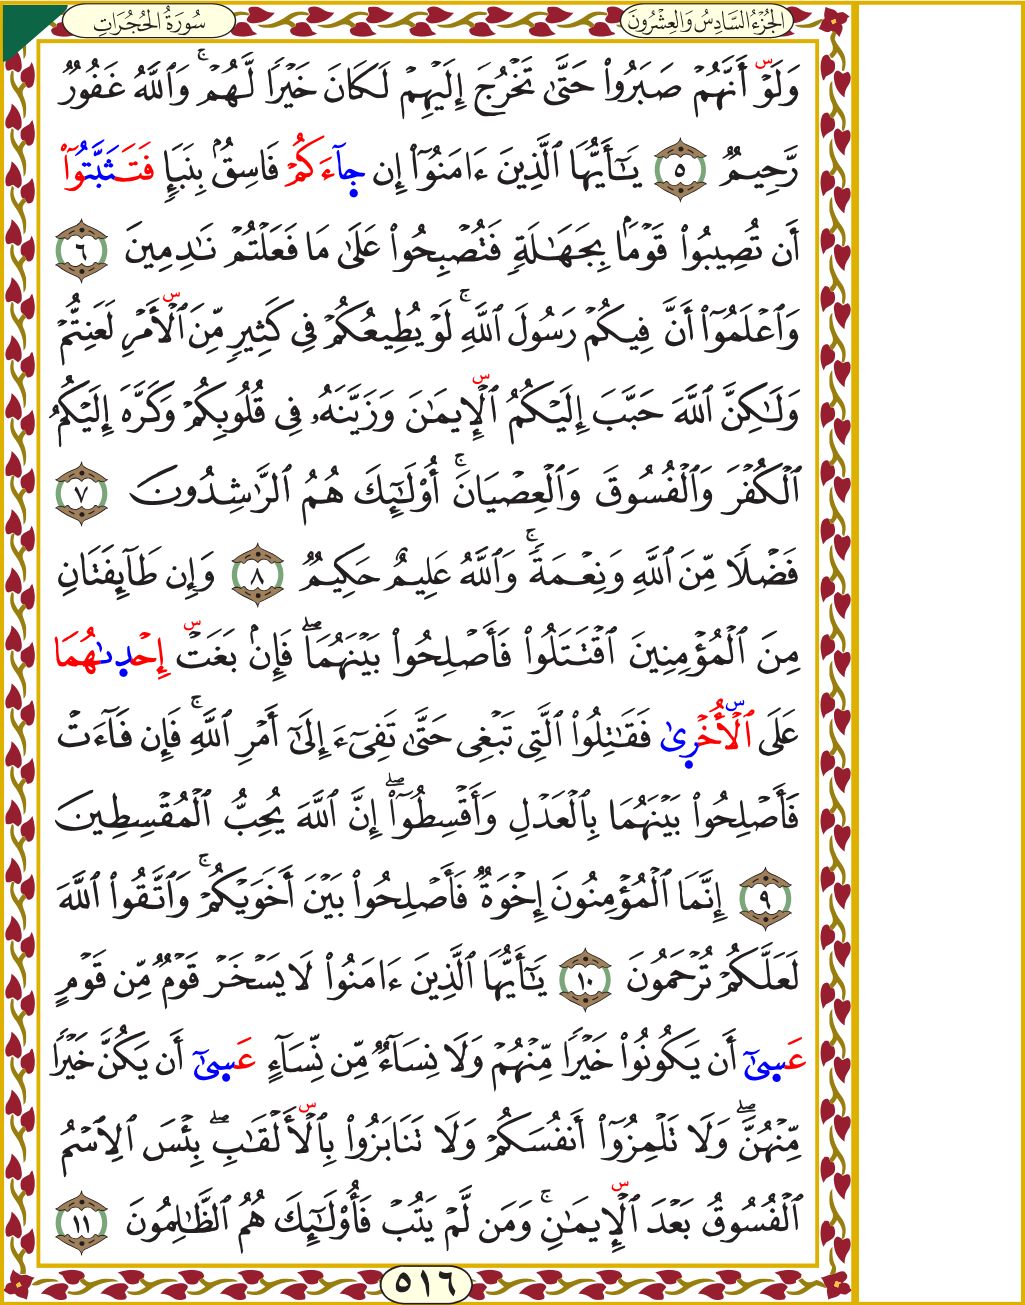 الجُزْءُ السَّادِسُ وَالعِشْرُونَ
سُورَةُ الحُجُرَاتِ
وَلَوۡ أَنَّهُمۡ صَبَرُواْ حَتَّىٰ تَخۡرُجَ إِلَيۡهِمۡ لَكَانَ خَيۡرٗا لَّهُمۡۚ وَٱللَّهُ غَفُورٞ
رَّحِيمٞ ٥ يَٰٓأَيُّهَا ٱلَّذِينَ ءَامَنُوٓاْ إِن جآءَكُمۡ فَاسِقُۢ بِنَبَإٖ فَتَثَبَّتُوٓاْ
أَن تُصِيبُواْ قَوۡمَۢا بِجَهَٰلَةٖ فَتُصۡبِحُواْ عَلَىٰ مَا فَعَلۡتُمۡ نَٰدِمِينَ ٦
وَٱعۡلَمُوٓاْ أَنَّ فِيكُمۡ رَسُولَ ٱللَّهِۚ لَوۡ يُطِيعُكُمۡ فِي كَثِيرٖ مِّنَ ٱلۡأَمۡرِ لَعَنِتُّمۡ
وَلَٰكِنَّ ٱللَّهَ حَبَّبَ إِلَيۡكُمُ ٱلۡإِيمَٰنَ وَزَيَّنَهُۥ فِي قُلُوبِكُمۡ وَكَرَّهَ إِلَيۡكُمُ
ٱلۡكُفۡرَ وَٱلۡفُسُوقَ وَٱلۡعِصۡيَانَۚ أُوْلَٰٓئِكَ هُمُ ٱلرَّٰشِدُونَ ٧
فَضۡلٗا مِّنَ ٱللَّهِ وَنِعۡمَةٗۚ وَٱللَّهُ عَلِيمٌ حَكِيمٞ ٨ وَإِن طَآئِفَتَانِ
مِنَ ٱلۡمُؤۡمِنِينَ ٱقۡتَتَلُواْ فَأَصۡلِحُواْ بَيۡنَهُمَاۖ فَإِنۢ بَغَتۡ إِحۡدىٰهُمَا
عَلَى ٱلۡأُخۡرىٰ فَقَٰتِلُواْ ٱلَّتِي تَبۡغِي حَتَّىٰ تَفِيٓءَ إِلَىٰٓ أَمۡرِ ٱللَّهِۚ فَإِن فَآءَتۡ
فَأَصۡلِحُواْ بَيۡنَهُمَا بِٱلۡعَدۡلِ وَأَقۡسِطُوٓاْۖ إِنَّ ٱللَّهَ يُحِبُّ ٱلۡمُقۡسِطِينَ
٩ إِنَّمَا ٱلۡمُؤۡمِنُونَ إِخۡوَةٞ فَأَصۡلِحُواْ بَيۡنَ أَخَوَيۡكُمۡۚ وَٱتَّقُواْ ٱللَّهَ
لَعَلَّكُمۡ تُرۡحَمُونَ ١٠ يَٰٓأَيُّهَا ٱلَّذِينَ ءَامَنُواْ لَا يَسۡخَرۡ قَوۡمٞ مِّن قَوۡمٍ
عَسىٰٓ أَن يَكُونُواْ خَيۡرٗا مِّنۡهُمۡ وَلَا نِسَآءٞ مِّن نِّسَآءٍ عَسىٰٓ أَن يَكُنَّ خَيۡرٗا
مِّنۡهُنَّۖ وَلَا تَلۡمِزُوٓاْ أَنفُسَكُمۡ وَلَا تَنَابَزُواْ بِٱلۡأَلۡقَٰبِۖ بِئۡسَ ٱلِٱسۡمُ
ٱلۡفُسُوقُ بَعۡدَ ٱلۡإِيمَٰنِۚ وَمَن لَّمۡ يَتُبۡ فَأُوْلَٰٓئِكَ هُمُ ٱلظَّٰلِمُونَ ١١
٥١٦